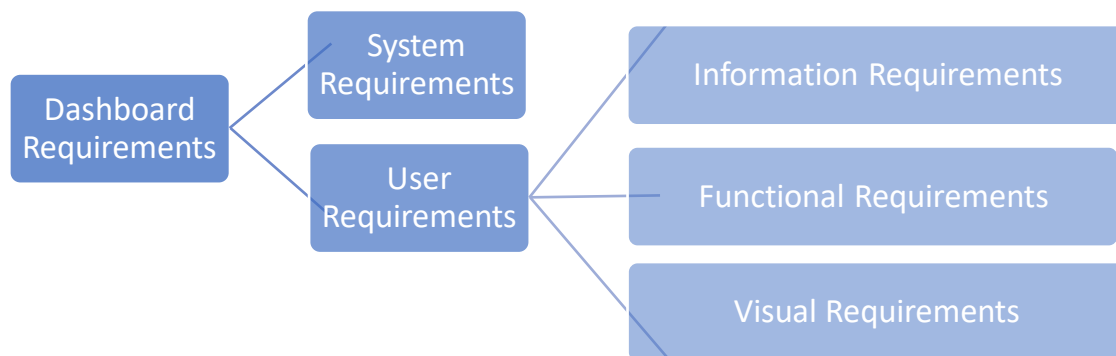 Dashboard
Requirements
System
Requirements
User
Requirements
Information Requirements
Functional Requirements
Visual Requirements